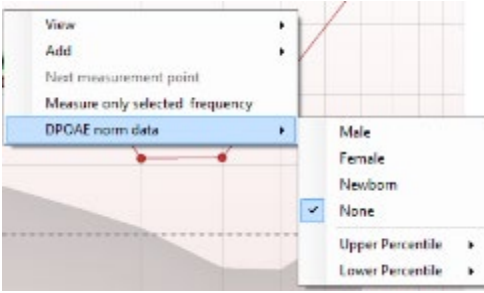 View
Add
Next measurement point
Measure only selected frequency
DPOAE norm data
Male
Female
Newborn
None
Upper Percentile
Lower Percentile